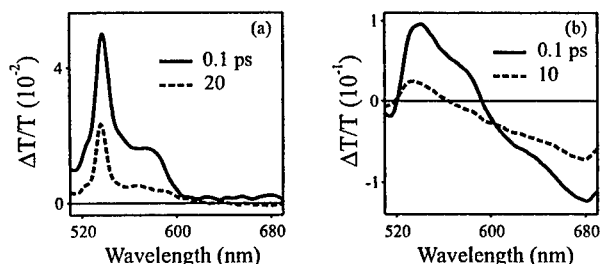 (a)
0.1 ps
20
4
0
ΔT/T (10⁻²)
520
600
680
Wavelength (nm)
(b)
0.1 ps
10
1
0
-1
ΔT/T (10⁻¹)
520
600
680
Wavelength (nm)